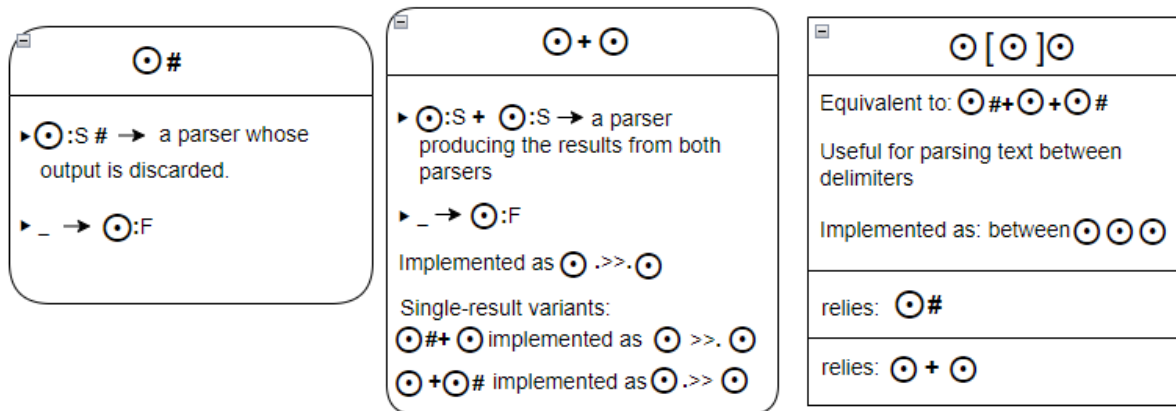 ⊙#
▸⊙:S # → a parser whose
output is discarded.
▸ _ → ⊙:F
⊙+⊙
▸ ⊙:S + ⊙:S → a parser
producing the results from both
parsers
▸ _ → ⊙:F
Implemented as ⊙ .>>. ⊙
Single-result variants:
⊙#+ ⊙ implemented as ⊙ >>. ⊙
⊙ +⊙# implemented as ⊙ .>> ⊙
⊙ [ ⊙ ]⊙
Equivalent to: ⊙#+⊙+⊙#
Useful for parsing text between
delimiters
Implemented as: between ⊙ ⊙ ⊙
relies: ⊙#
relies: ⊙ + ⊙